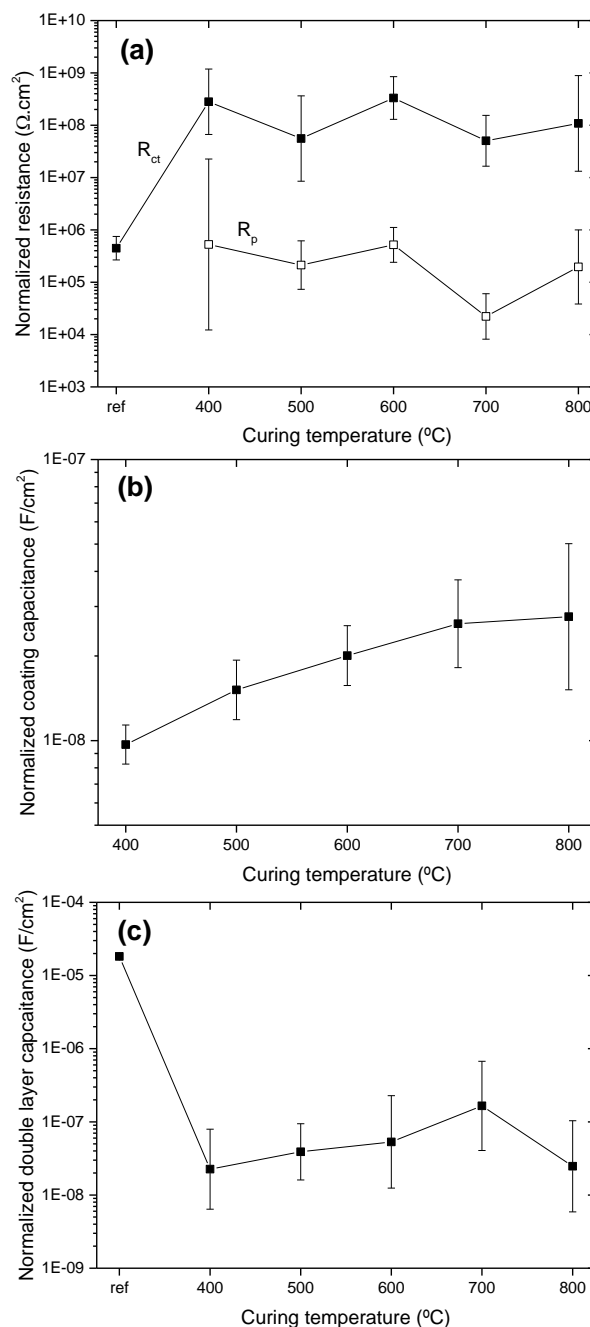 (a)
Normalized resistance (Ω.cm²)
1E+10
1E+09
1E+08
1E+07
1E+06
1E+05
1E+04
1E+03
R_ct
R_p
ref 400 500 600 700 800
Curing temperature (ºC)
(b)
Normalized coating capacitance (F/cm²)
1E-07
1E-08
400 500 600 700 800
Curing temperature (ºC)
(c)
Normalized double layer capcaitance (F/cm²)
1E-04
1E-05
1E-06
1E-07
1E-08
1E-09
ref 400 500 600 700 800
Curing temperature (ºC)